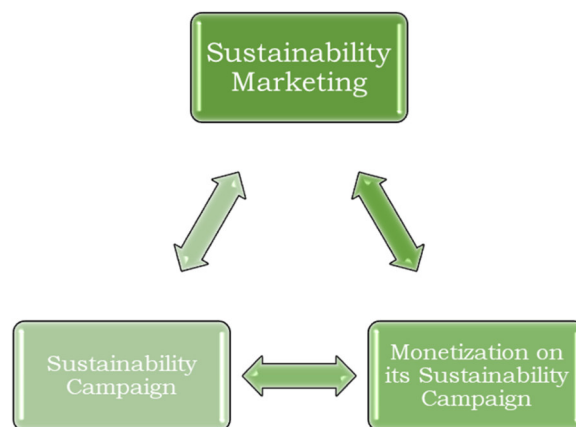 Sustainability
Marketing
Sustainability
Campaign
Monetization on
its Sustainability
Campaign